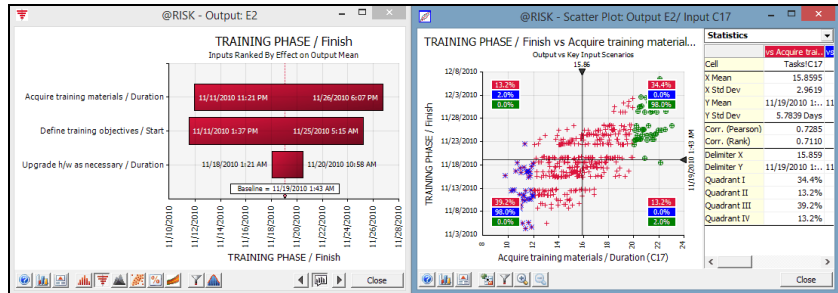 @RISK - Output: E2
TRAINING PHASE / Finish
Inputs Ranked By Effect on Output Mean
Acquire training materials / Duration
11/11/2010 11:21 PM
11/26/2010 6:07 PM
Define training objectives / Start
11/11/2010 1:37 PM
11/25/2010 5:15 AM
Upgrade h/w as necessary / Duration
11/18/2010 1:21 AM
11/20/2010 10:58 AM
Baseline = 11/19/2010 1:43 AM
11/10/2010
11/12/2010
11/14/2010
11/16/2010
11/18/2010
11/20/2010
11/22/2010
11/24/2010
11/26/2010
11/28/2010
TRAINING PHASE / Finish
Close
@RISK - Scatter Plot: Output E2/ Input C17
TRAINING PHASE / Finish vs Acquire training material...
Output vs Key Input Scenarios
15.86
TRAINING PHASE / Finish
12/8/2010
12/3/2010
11/28/2010
11/23/2010
11/18/2010
11/13/2010
11/8/2010
11/3/2010
13.2%
2.0%
0.0%
34.4%
0.0%
98.0%
39.2%
98.0%
0.0%
13.2%
0.0%
2.0%
11/19/2010 1:43 AM
8
10
12
14
16
18
20
22
24
Acquire training materials / Duration (C17)
Statistics
vs Acquire trai... vs
Cell Tasks!C17
X Mean 15.8595
X Std Dev 2.9619
Y Mean 11/19/2010 1:... 11
Y Std Dev 5.7839 Days
Corr. (Pearson) 0.7285
Corr. (Rank) 0.7110
Delimiter X 15.859
Delimiter Y 11/19/2010 1:... 11
Quadrant I 34.4%
Quadrant II 13.2%
Quadrant III 39.2%
Quadrant IV 13.2%
Close